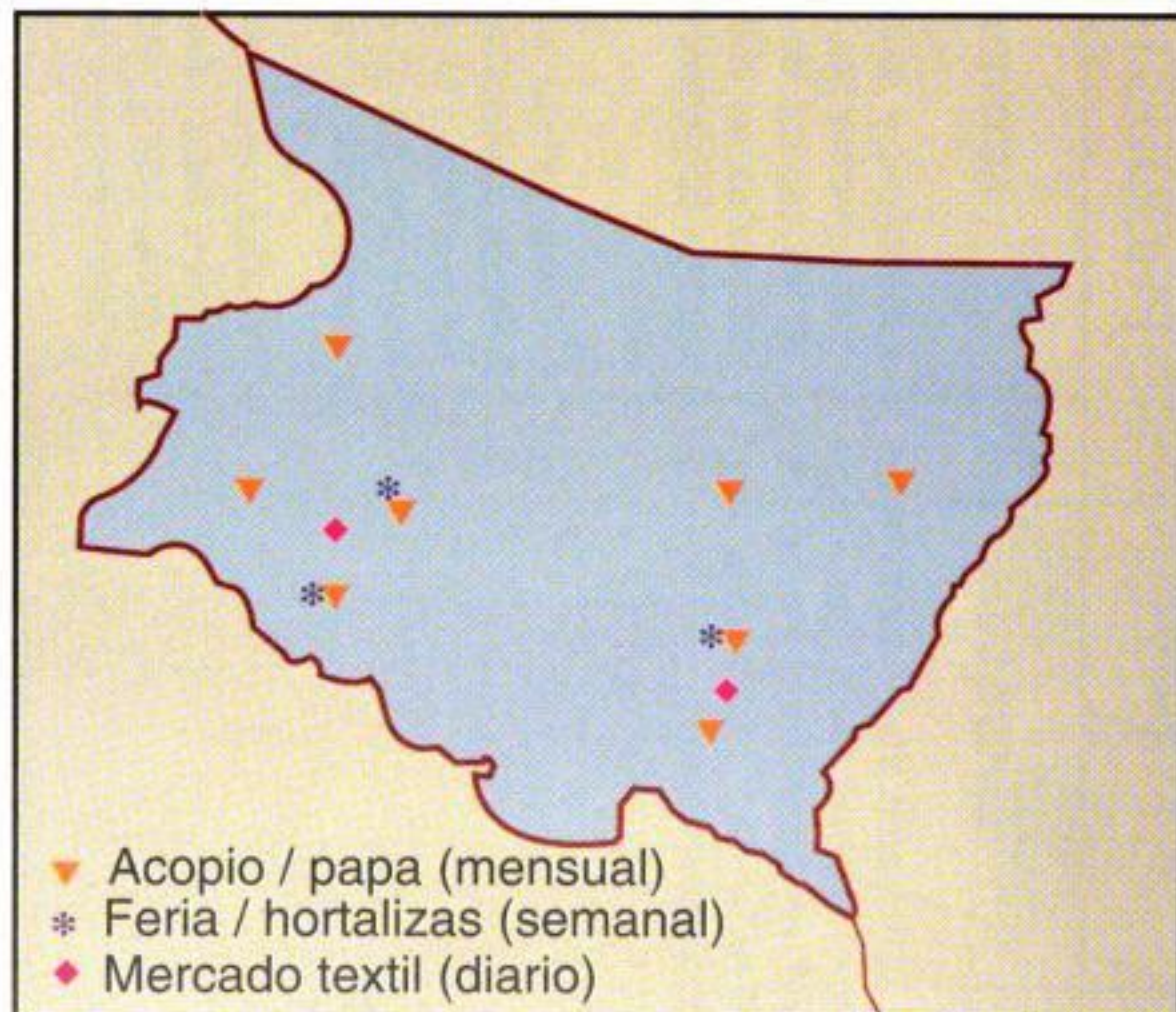 Acopio / papa (mensual)
Feria / hortalizas (semanal)
Mercado textil (diario)